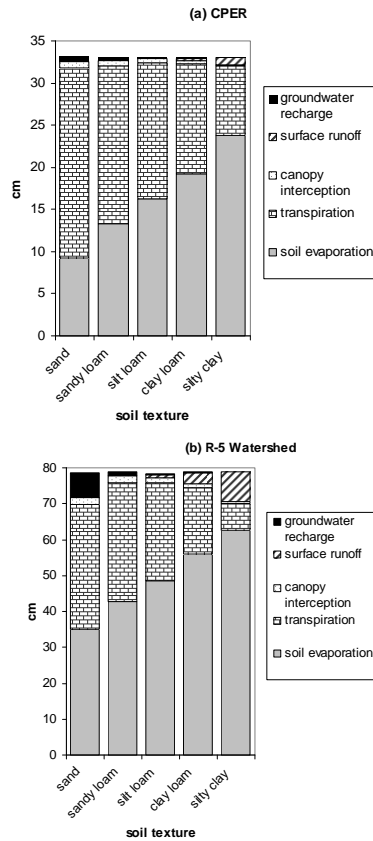 (a) CPER
35
30
25
20
15
10
5
0
cm
sand
sandy loam
silt loam
clay loam
silty clay
soil texture
groundwater
recharge
surface runoff
canopy
interception
transpiration
soil evaporation
(b) R-5 Watershed
80
70
60
50
40
30
20
10
0
cm
sand
sandy loam
silt loam
clay loam
silty clay
soil texture
groundwater
recharge
surface runoff
canopy
interception
transpiration
soil evaporation